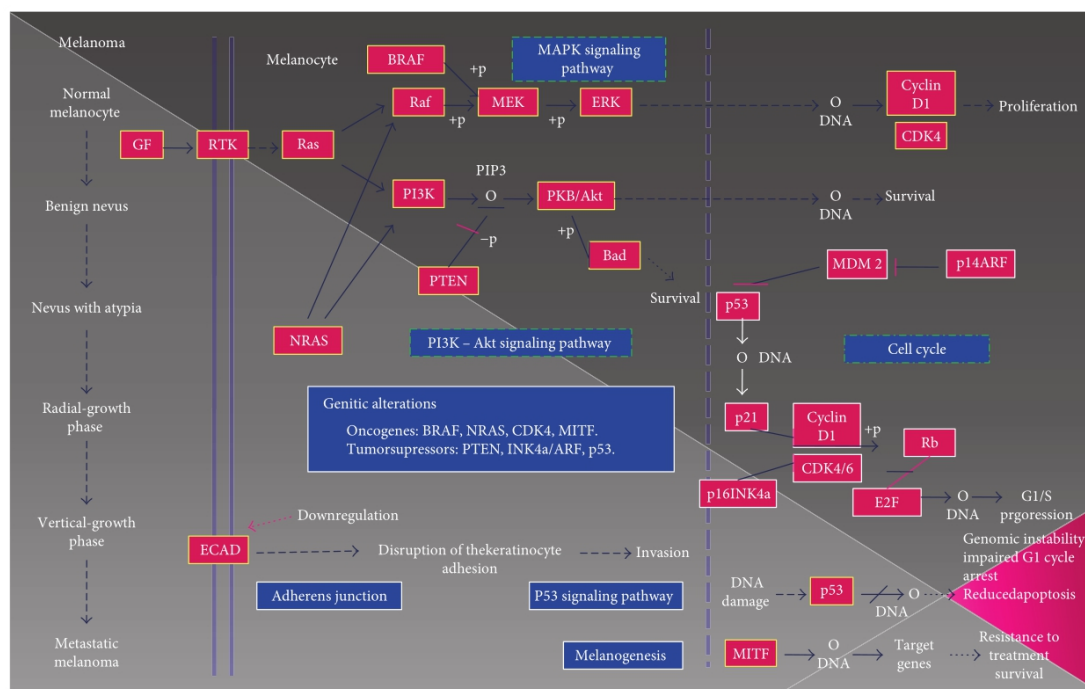 Melanoma
Normal
melanocyte
Benign nevus
Nevus with atypia
Radial-growth
phase
Vertical-growth
phase
Metastatic
melanoma
Melanocyte
BRAF
MAPK signaling
pathway
+p
Raf
MEK
ERK
+p
+p
O
DNA
Cyclin
D1
CDK4
Proliferation
GF
RTK
Ras
PI3K
PIP3
O
PKB/Akt
O
DNA
Survival
–p
+p
Bad
PTEN
Survival
MDM 2
p14ARF
p53
NRAS
PI3K – Akt signaling pathway
O DNA
Cell cycle
Genitic alterations
Oncogenes: BRAF, NRAS, CDK4, MITF.
Tumorsupressors: PTEN, INK4a/ARF, p53.
p21
Cyclin
D1
+p
Rb
CDK4/6
p16INK4a
E2F
O
DNA
G1/S
prgoression
Downregulation
ECAD
Disruption of thekeratinocyte
adhesion
Invasion
Adherens junction
P53 signaling pathway
DNA
damage
p53
O
DNA
Genomic instability
impaired G1 cycle
arrest
Reducedapoptosis
Melanogenesis
MITF
O
DNA
Target
genes
Resistance to
treatment
survival